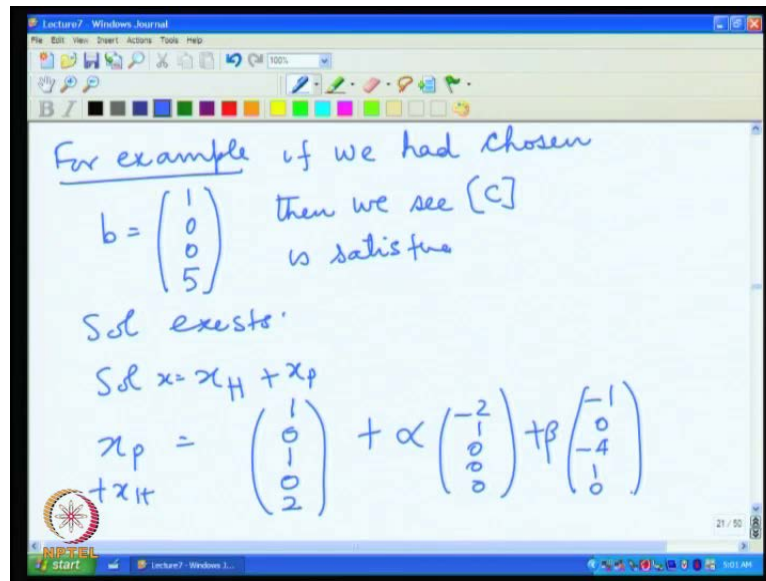 Lecture7 - Windows Journal
File Edit View Insert Actions Tools Help
100%
B I
For example if we had chosen
b = (1 0 0 5) then we see [C]
is satisfied
Sol exists.
Sol x = x_H + x_P
x_P + x_H = (1 0 1 0 2) + α (-2 1 0 0 0) + β (-1 0 -4 1 0)
21 / 50
NPTEL
start Lecture7 - Windows J... 5:01 AM